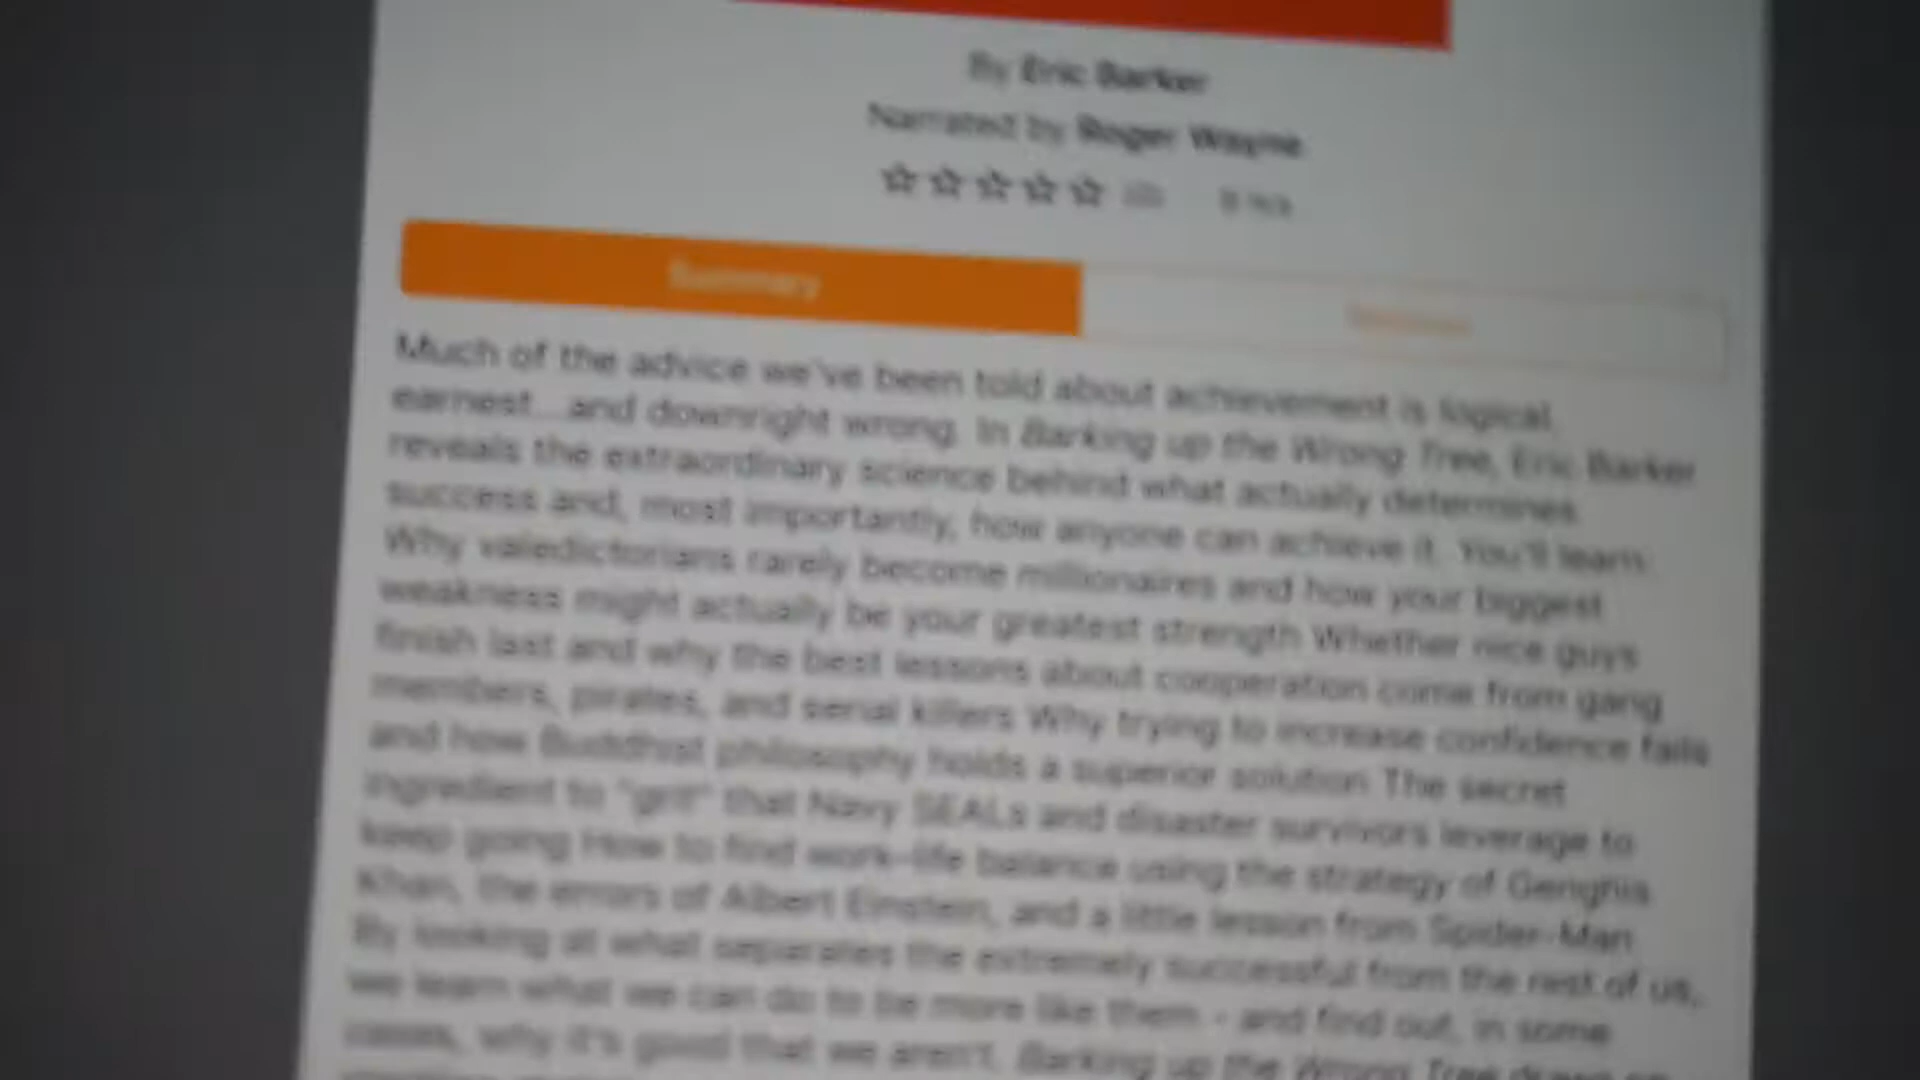 By Eric Barker
Narrated by Roger Wayne
Summary
Much of the advice we've been told about achievement is logical,
earnest...and downright wrong. In Barking up the Wrong Tree, Eric Barker
reveals the extraordinary science behind what actually determines
success and, most importantly, how anyone can achieve it. You'll learn:
Why valedictorians rarely become millionaires and how your biggest
weakness might actually be your greatest strength Whether nice guys
finish last and why the best lessons about cooperation come from gang
members, pirates, and serial killers Why trying to increase confidence fails
and how Buddhist philosophy holds a superior solution The secret
ingredient to "grit" that Navy SEALs and disaster survivors leverage to
keep going How to find work-life balance using the strategy of Genghis
Khan, the errors of Albert Einstein, and a little lesson from Spider-Man
By looking at what separates the extremely successful from the rest of us,
we learn what we can do to be more like them - and find out, in some
cases, why it's good that we aren't. Barking up the Wrong Tree draws on